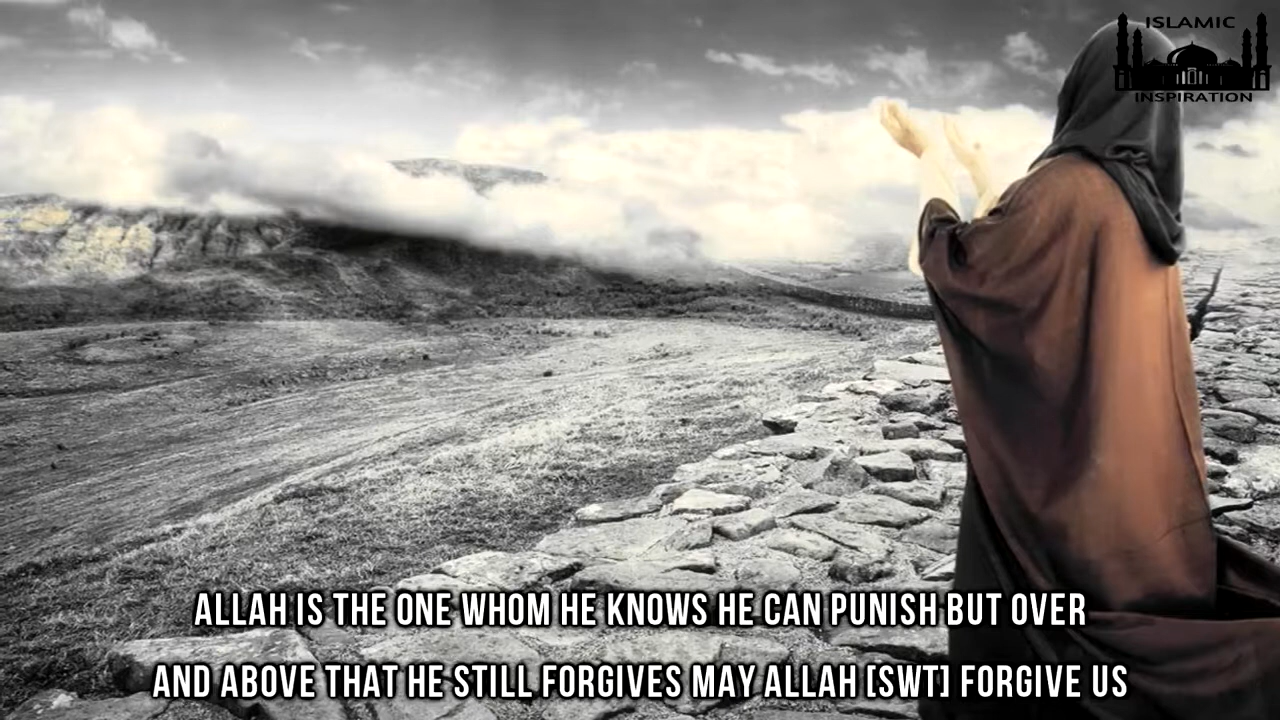 ISLAMIC
INSPIRATION
ALLAH IS THE ONE WHOM HE KNOWS HE CAN PUNISH BUT OVER
AND ABOVE THAT HE STILL FORGIVES MAY ALLAH [SWT] FORGIVE US